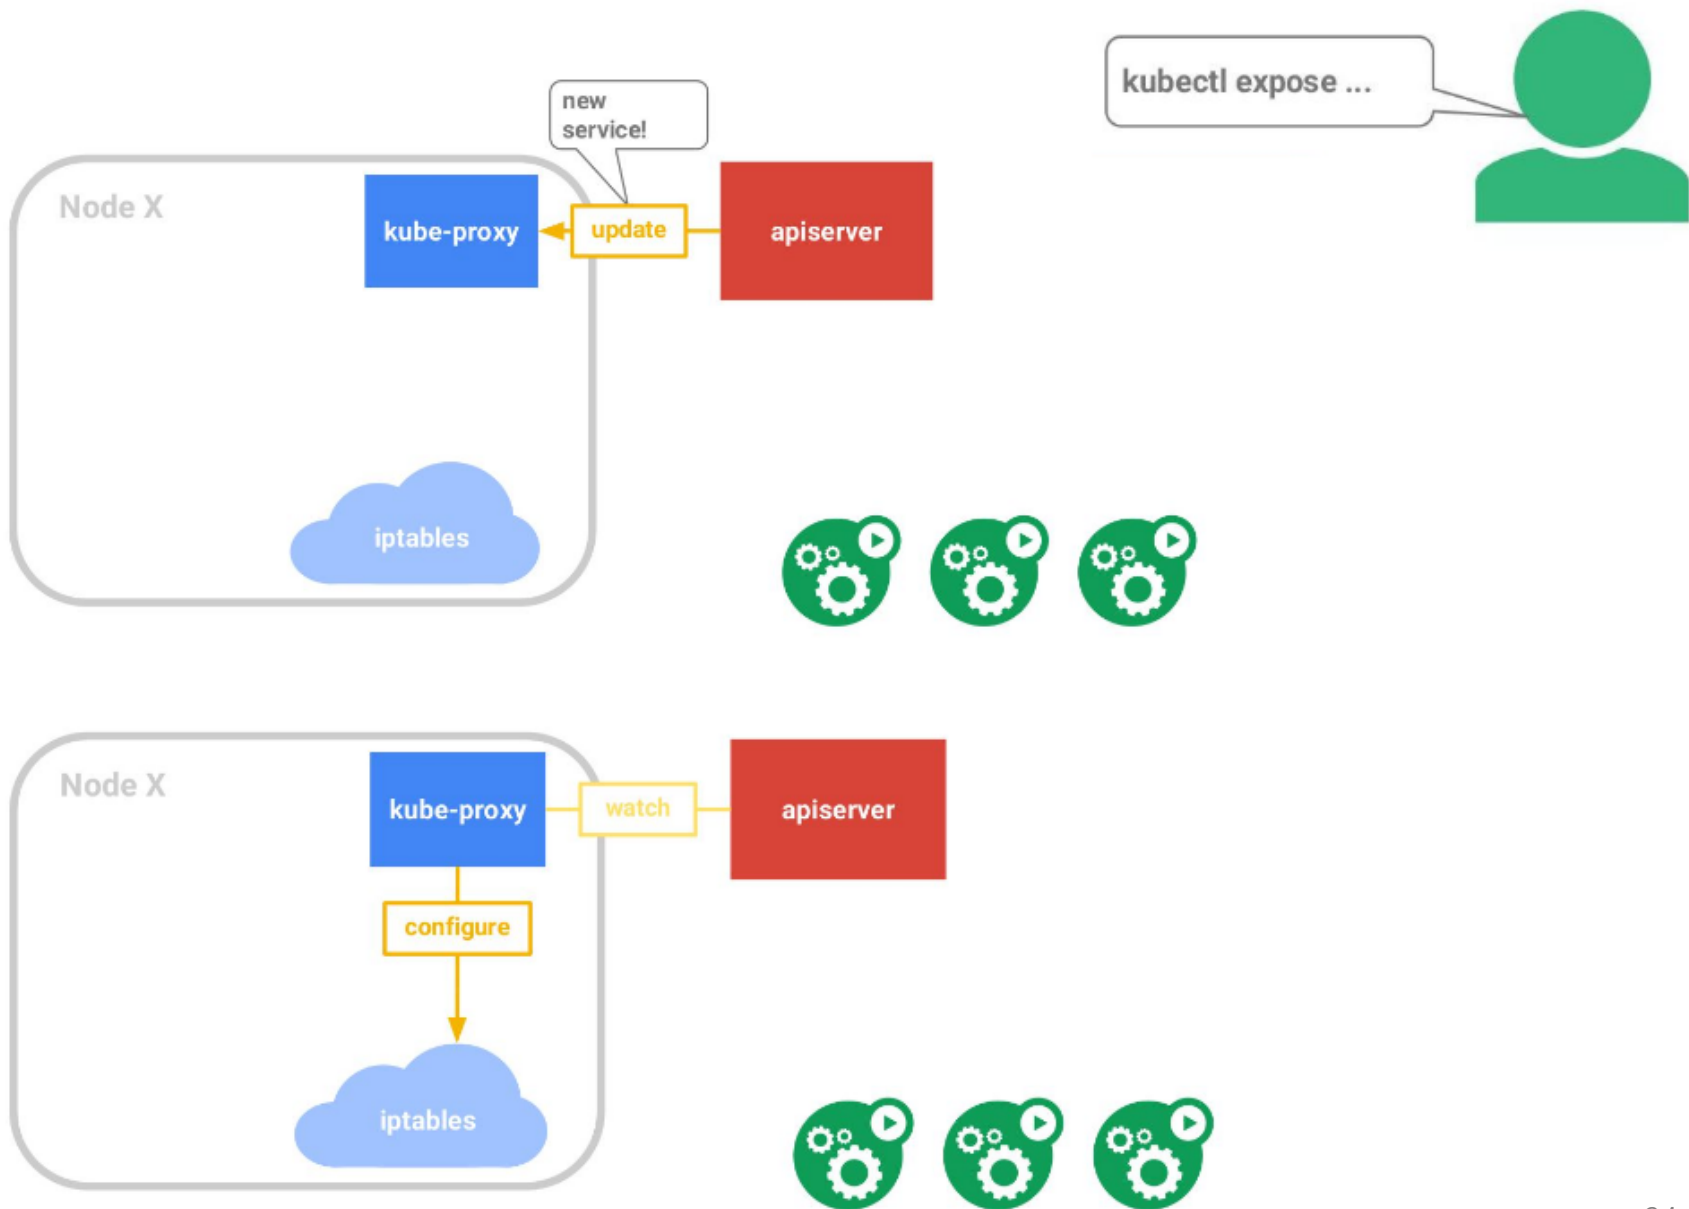 kubectl expose ...
new
service!
Node X
kube-proxy
update
apiserver
iptables
Node X
kube-proxy
watch
apiserver
configure
iptables